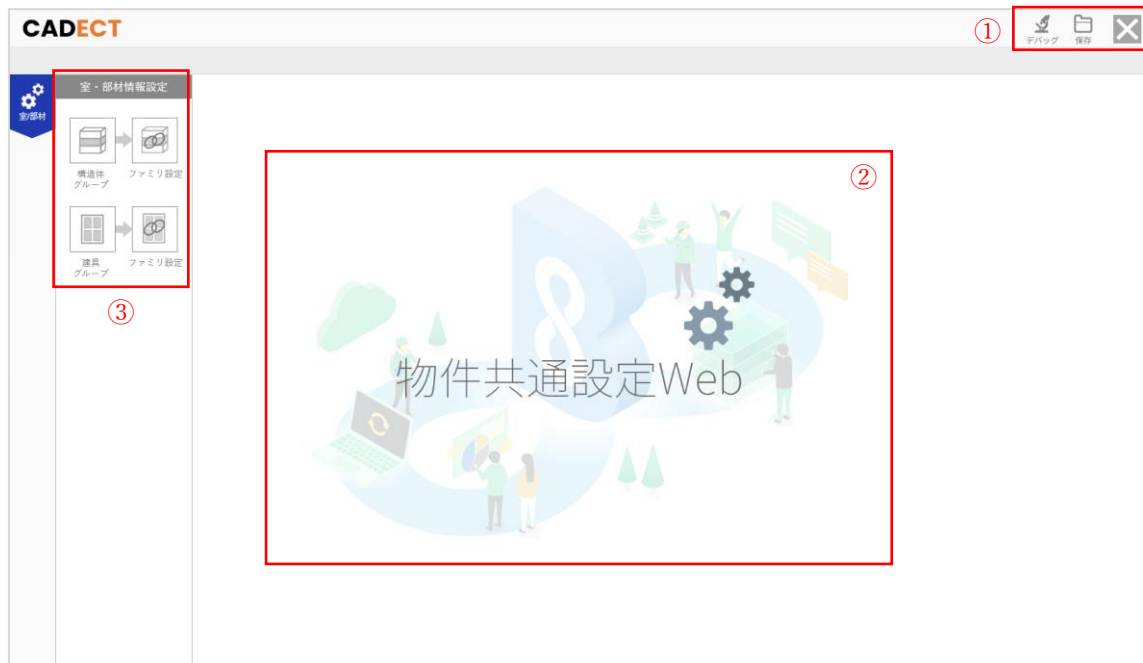 CADECT
①
デバッグ
保存
室/部材
室・部材情報設定
構造体
グループ
ファミリ設定
建具
グループ
ファミリ設定
②
物件共通設定Web
③